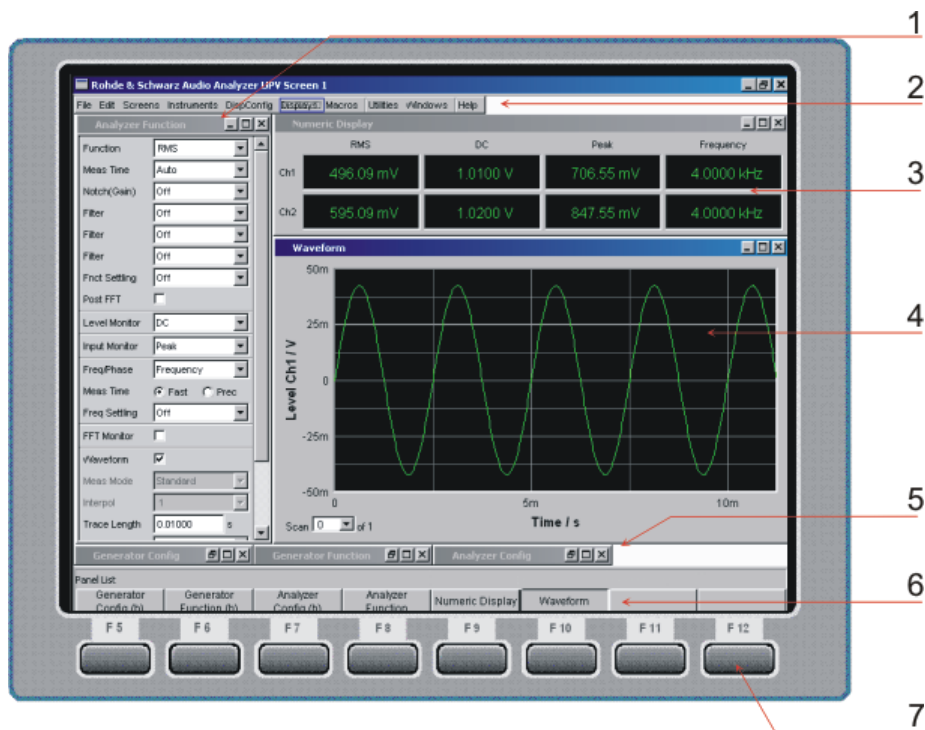 1
Rohde & Schwarz Audio Analyzer UPV Screen 1
2
File Edit Screens Instruments DispConfig Displays Macros Utilities Windows Help
Analyzer Function
Function RMS
Meas Time Auto
Notch(Gain) Off
Filter Off
Filter Off
Filter Off
Fnct Settling Off
Post FFT
Level Monitor DC
Input Monitor Peak
Freq/Phase Frequency
Meas Time Fast Prec
Freq Settling Off
FFT Monitor
Waveform
Meas Mode Standard
Interpol 1
Trace Length 0.01000 s
Numeric Display
RMS DC Peak Frequency
Ch1 496.09 mV 1.0100 V 706.55 mV 4.0000 kHz
3
Ch2 595.09 mV 1.0200 V 847.55 mV 4.0000 kHz
Waveform
50m
25m
4
0
-25m
-50m
Level Ch1 / V
0 5m 10m
Time / s
Scan 0 of 1
5
Generator Config Generator Function Analyzer Config
Panel List
6
Generator Config (h)
Generator Function (h)
Analyzer Config (h)
Analyzer Function
Numeric Display
Waveform
F 5 F 6 F 7 F 8 F 9 F 10 F 11 F 12
7